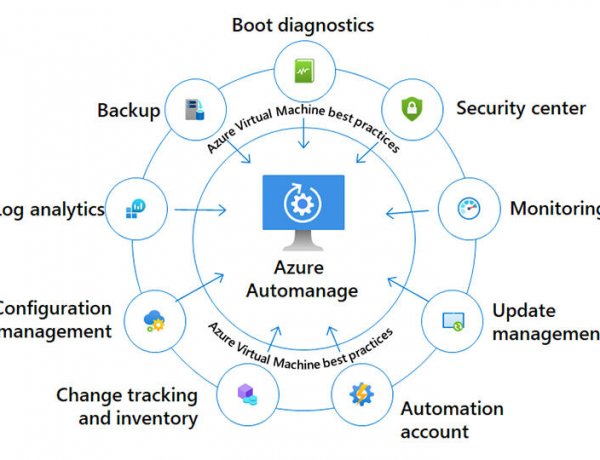 Boot diagnostics
Backup
Security center
Azure Virtual Machine best practices
Log analytics
Monitoring
Azure
Automanage
Configuration
management
Update
management
Azure Virtual Machine best practices
Change tracking
and inventory
Automation
account